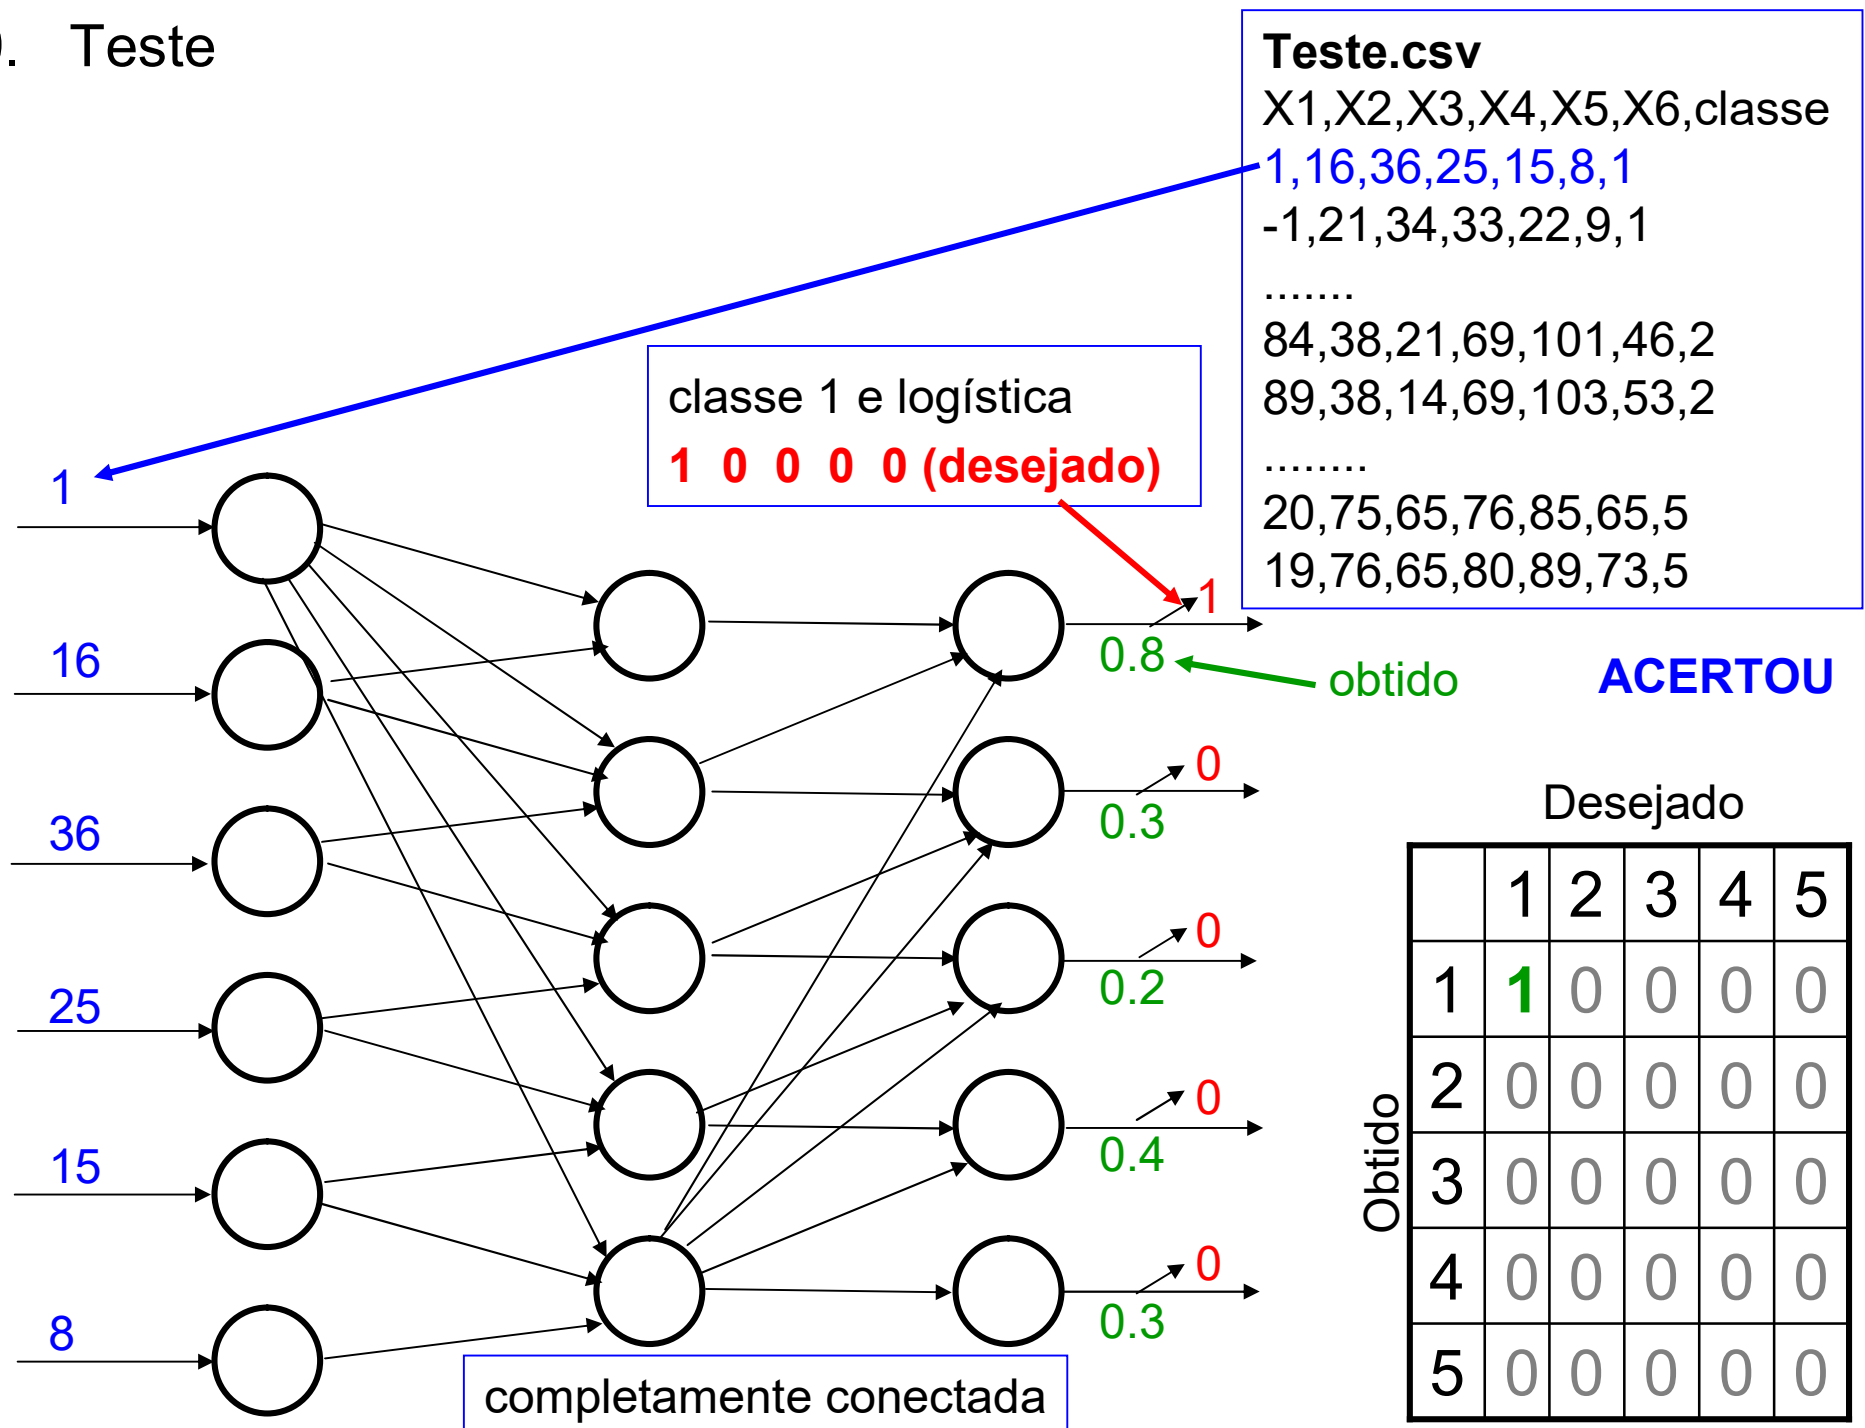 . Teste
Teste.csv
X1,X2,X3,X4,X5,X6,classe
1,16,36,25,15,8,1
-1,21,34,33,22,9,1
.......
84,38,21,69,101,46,2
89,38,14,69,103,53,2
........
20,75,65,76,85,65,5
19,76,65,80,89,73,5
classe 1 e logística
1 0 0 0 0 (desejado)
1
16
36
25
15
8
1
0.8
obtido
ACERTOU
0
0.3
0
0.2
0
0.4
0
0.3
completamente conectada
Desejado
Obtido
1 2 3 4 5
1 1 0 0 0 0
2 0 0 0 0 0
3 0 0 0 0 0
4 0 0 0 0 0
5 0 0 0 0 0